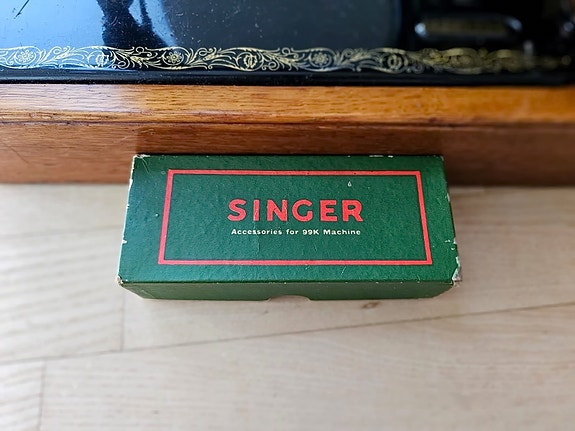 SINGER
Accessories for 99K Machine